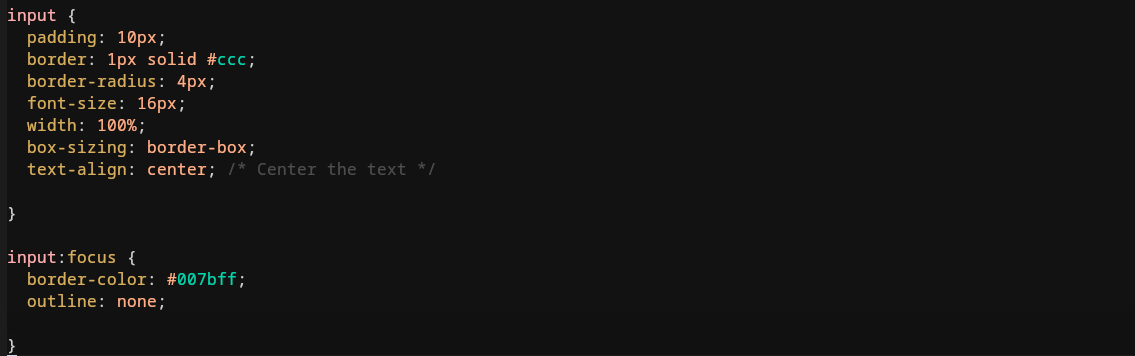 input {
  padding: 10px;
  border: 1px solid #ccc;
  border-radius: 4px;
  font-size: 16px;
  width: 100%;
  box-sizing: border-box;
  text-align: center; /* Center the text */

}

input:focus {
  border-color: #007bff;
  outline: none;

}